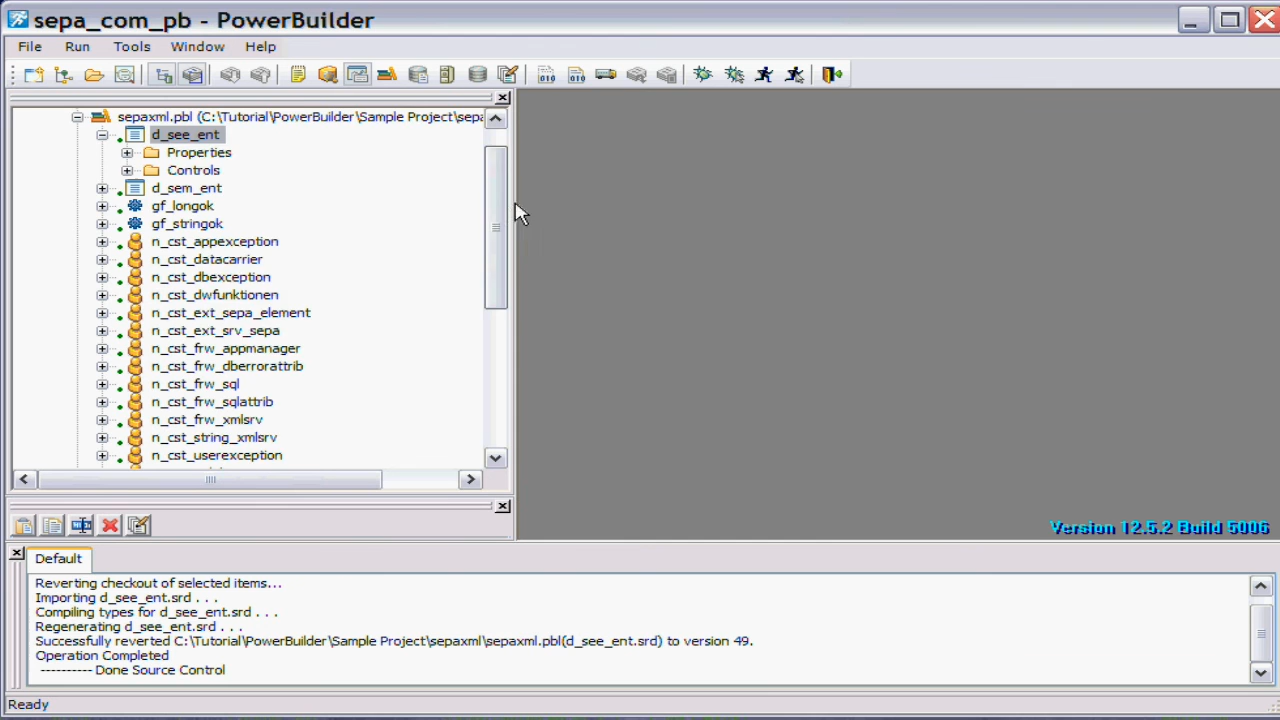 sepa_com_pb - PowerBuilder
File Run Tools Window Help
sepaxml.pbl (C:\Tutorial\PowerBuilder\Sample Project\sepa
d_see_ent
Properties
Controls
d_sem_ent
gf_longok
gf_stringok
n_cst_appexception
n_cst_datacarrier
n_cst_dbexception
n_cst_dwfunktionen
n_cst_ext_sepa_element
n_cst_ext_srv_sepa
n_cst_frw_appmanager
n_cst_frw_dberrorattrib
n_cst_frw_sql
n_cst_frw_sqlattrib
n_cst_frw_xmlsrv
n_cst_string_xmlsrv
n_cst_userexception
Version 12.5.2 Build 5006
Default
Reverting checkout of selected items...
Importing d_see_ent.srd . . .
Compiling types for d_see_ent.srd . . .
Regenerating d_see_ent.srd . . .
Successfully reverted C:\Tutorial\PowerBuilder\Sample Project\sepaxml\sepaxml.pbl(d_see_ent.srd) to version 49.
Operation Completed
---------- Done Source Control
Ready